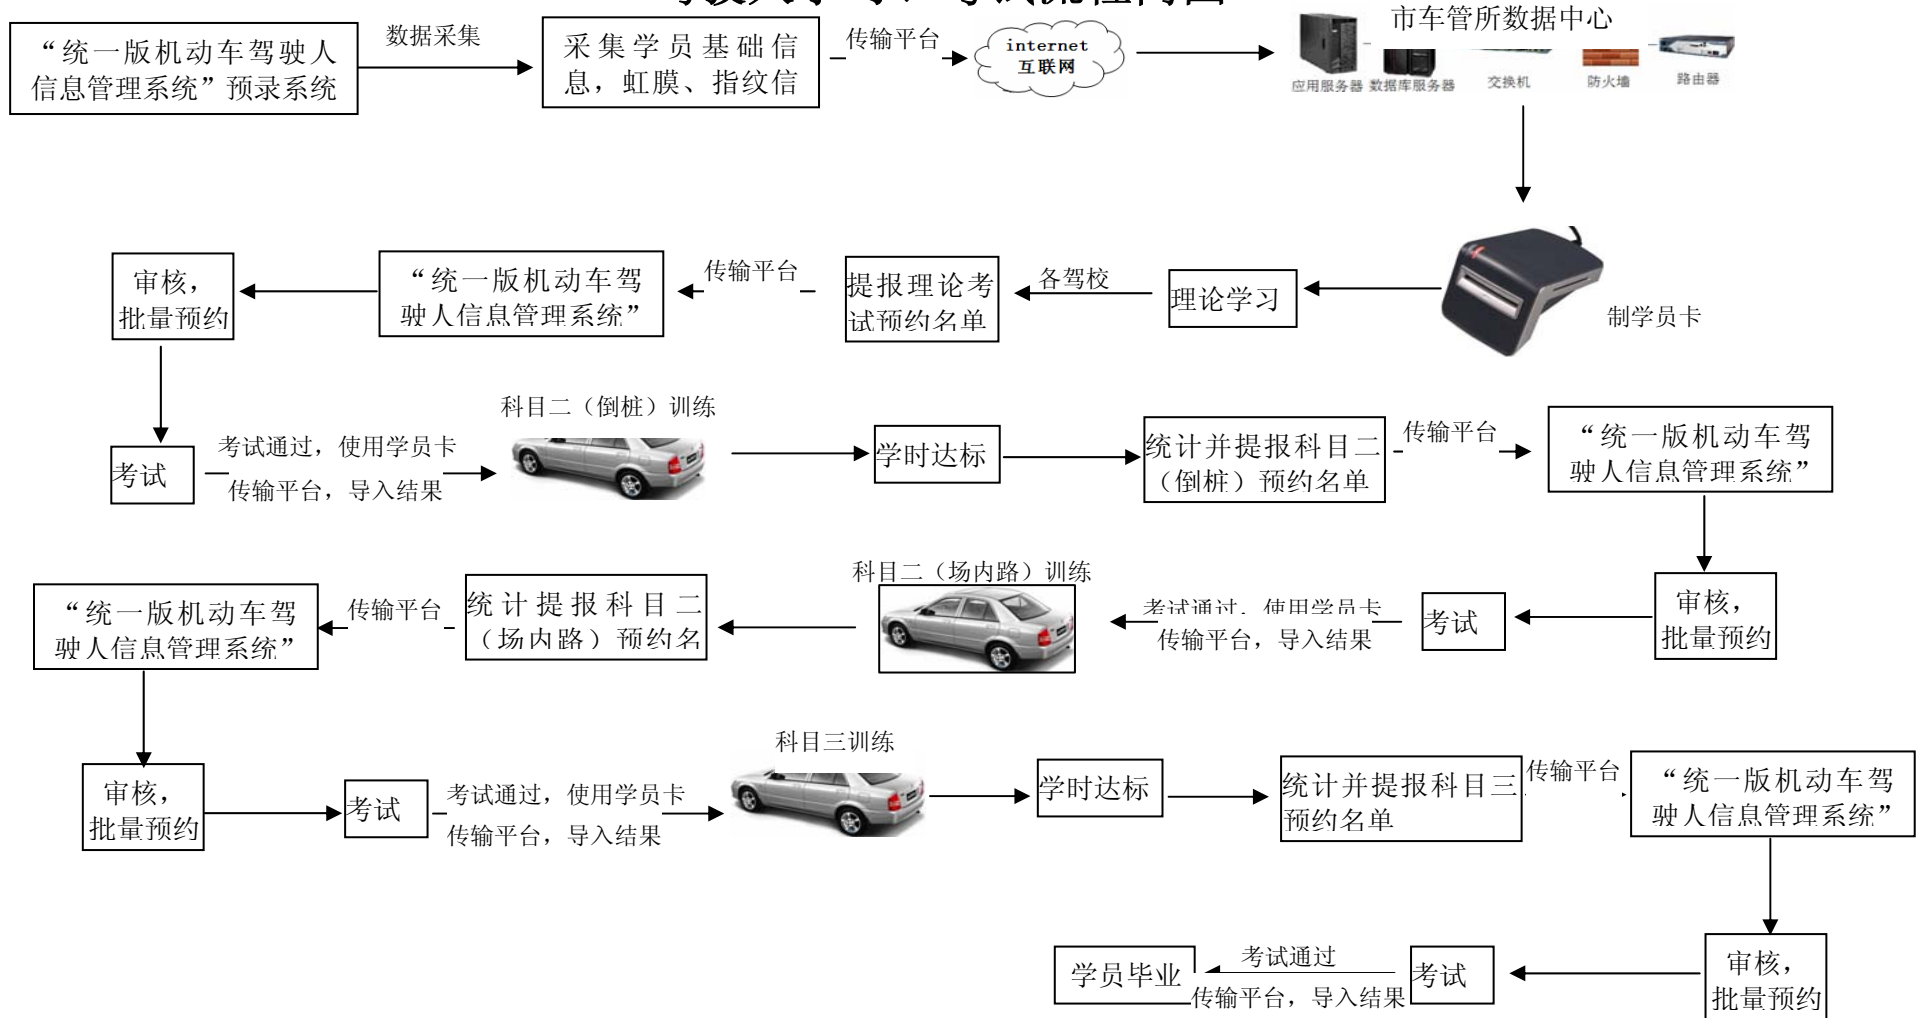 “统一版机动车驾驶人
信息管理系统”预录系统
数据采集
采集学员基础信
息，虹膜、指纹信
传输平台
internet
互联网
市车管所数据中心
应用服务器
数据库服务器
交换机
防火墙
路由器
审核，
批量预约
“统一版机动车驾
驶人信息管理系统”
传输平台
提报理论考
试预约名单
各驾校
理论学习
制学员卡
考试
考试通过，使用学员卡
传输平台，导入结果
科目二（倒桩）训练
学时达标
统计并提报科目二
（倒桩）预约名单
传输平台
“统一版机动车驾
驶人信息管理系统”
“统一版机动车驾
驶人信息管理系统”
传输平台
统计提报科目二
（场内路）预约名
科目二（场内路）训练
考试通过，使用学员卡
传输平台，导入结果
考试
审核，
批量预约
审核，
批量预约
考试
考试通过，使用学员卡
传输平台，导入结果
科目三训练
学时达标
统计并提报科目三
预约名单
传输平台
“统一版机动车驾
驶人信息管理系统”
学员毕业
考试通过
传输平台，导入结果
考试
审核，
批量预约